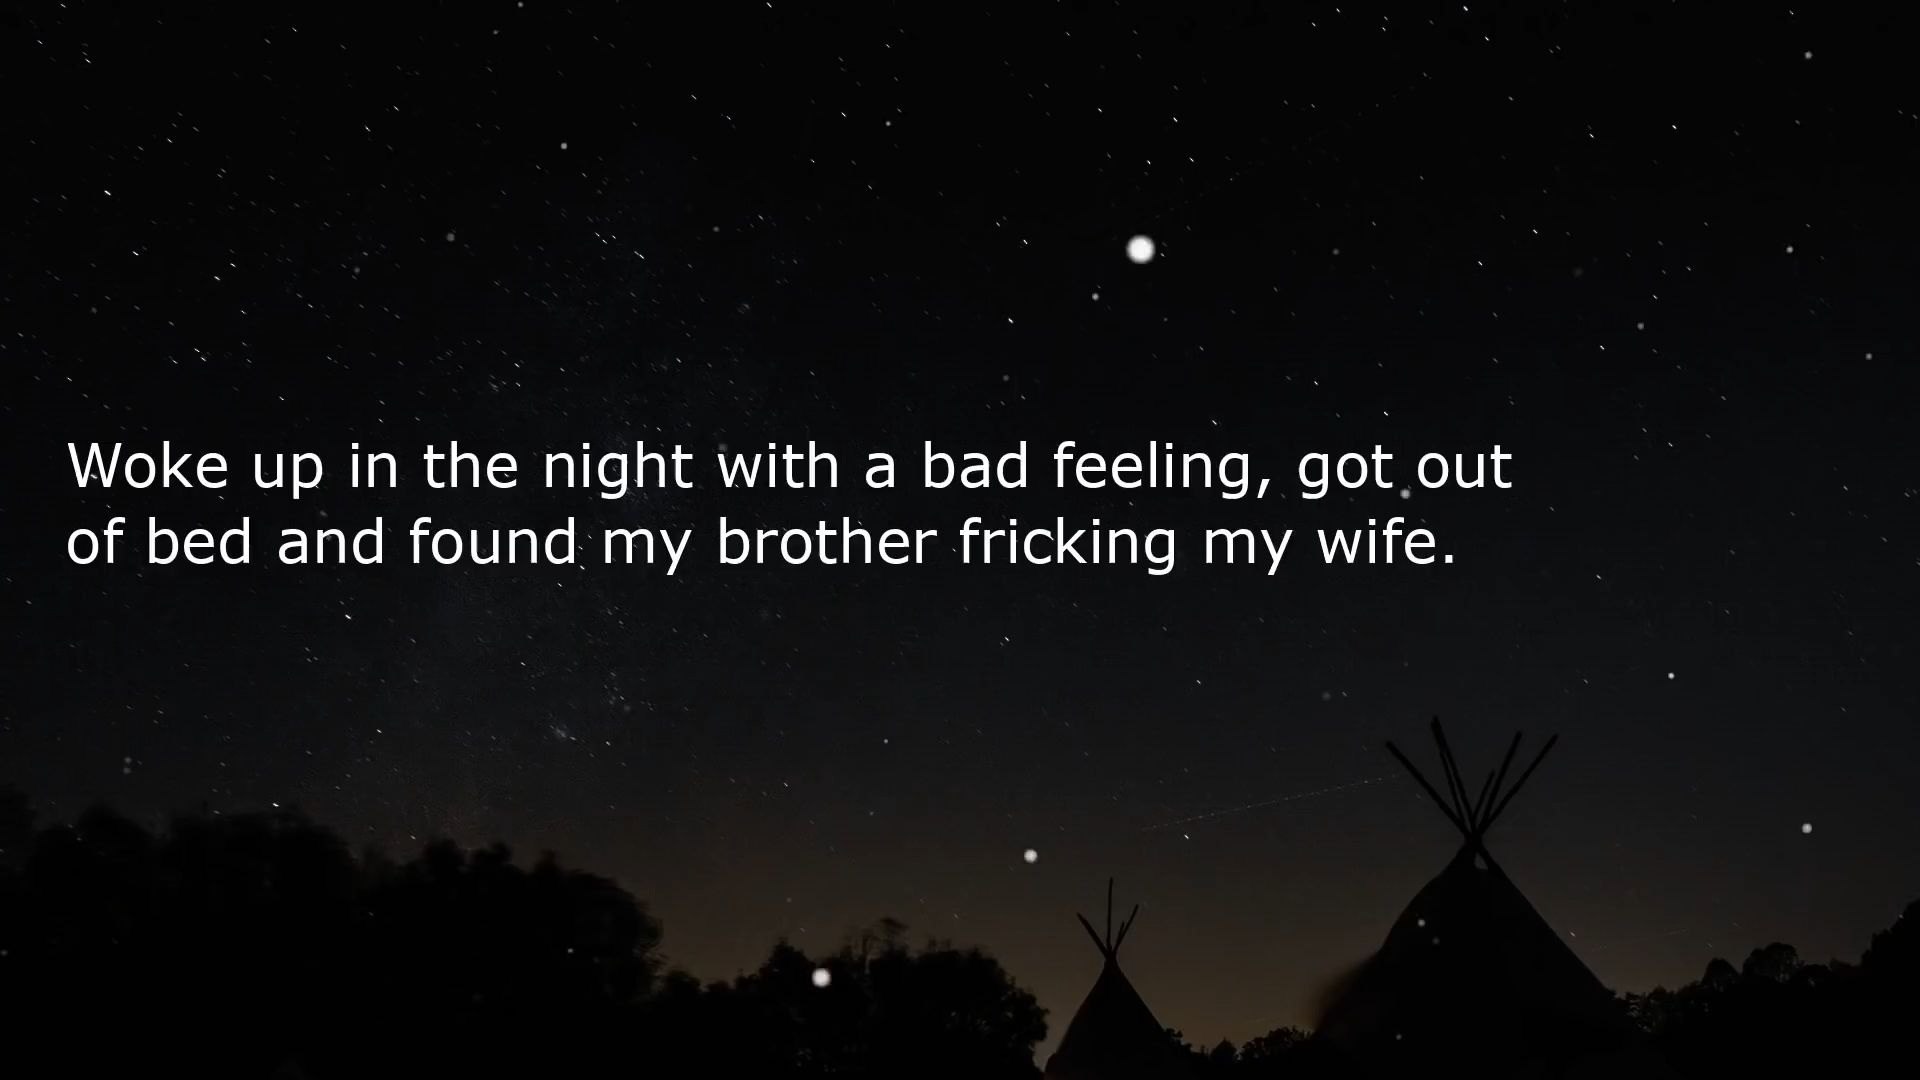 Woke up in the night with a bad feeling, got out
of bed and found my brother fricking my wife.